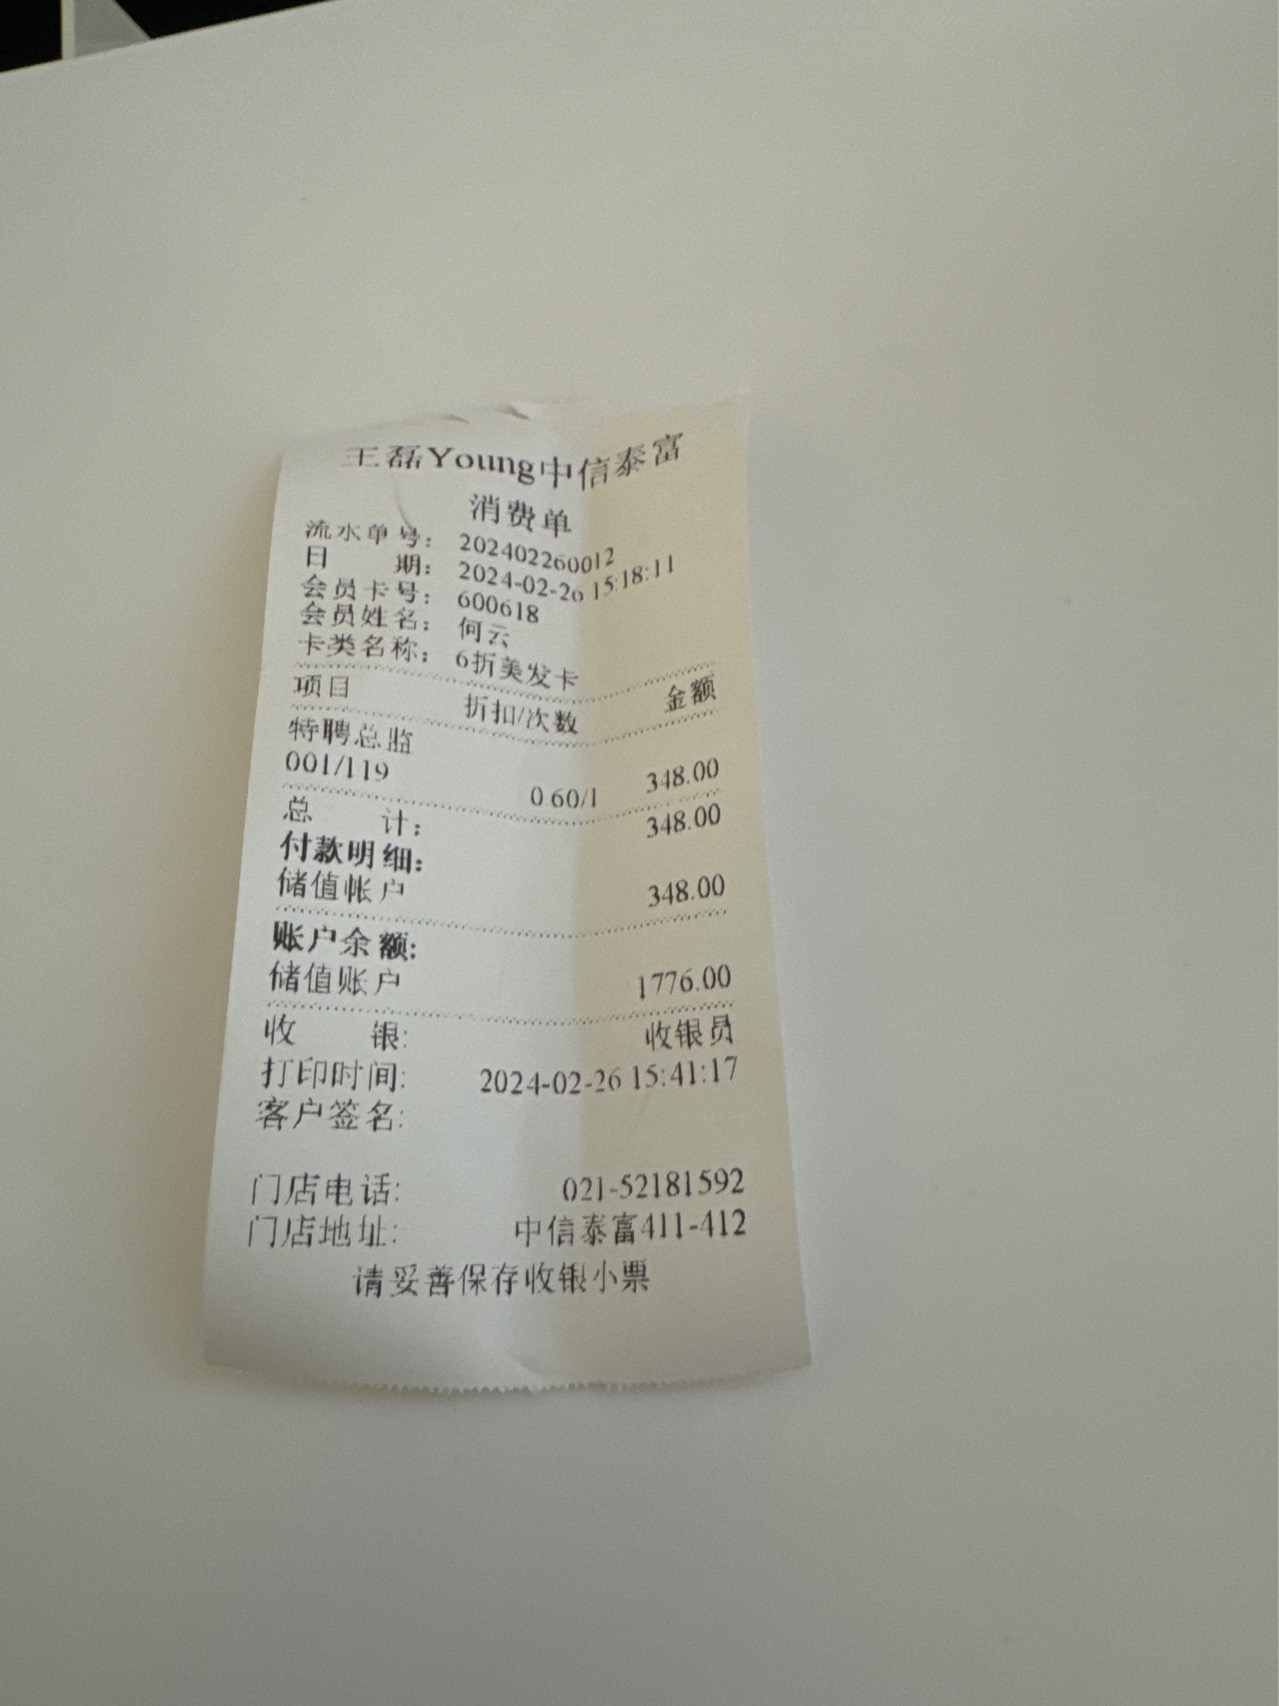 王磊Young中信泰富
消费单
流水单号： 202402260012
日 期： 2024-02-26 15:18:11
会员卡号： 600618
会员姓名： 何云
卡类名称： 6折美发卡
项目 折扣/次数 金额
特聘总监
001/119 0.60/1 348.00
总 计： 348.00
付款明细：
储值帐户 348.00
账户余额:
储值账户 1776.00
收 银: 收银员
打印时间: 2024-02-26 15:41:17
客户签名:
门店电话: 021-52181592
门店地址: 中信泰富411-412
请妥善保存收银小票